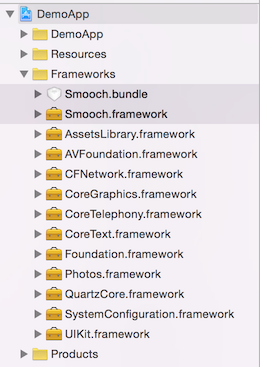 DemoApp
DemoApp
Resources
Frameworks
Smooch.bundle
Smooch.framework
AssetsLibrary.framework
AVFoundation.framework
CFNetwork.framework
CoreGraphics.framework
CoreTelephony.framework
CoreText.framework
Foundation.framework
Photos.framework
QuartzCore.framework
SystemConfiguration.framework
UIKit.framework
Products